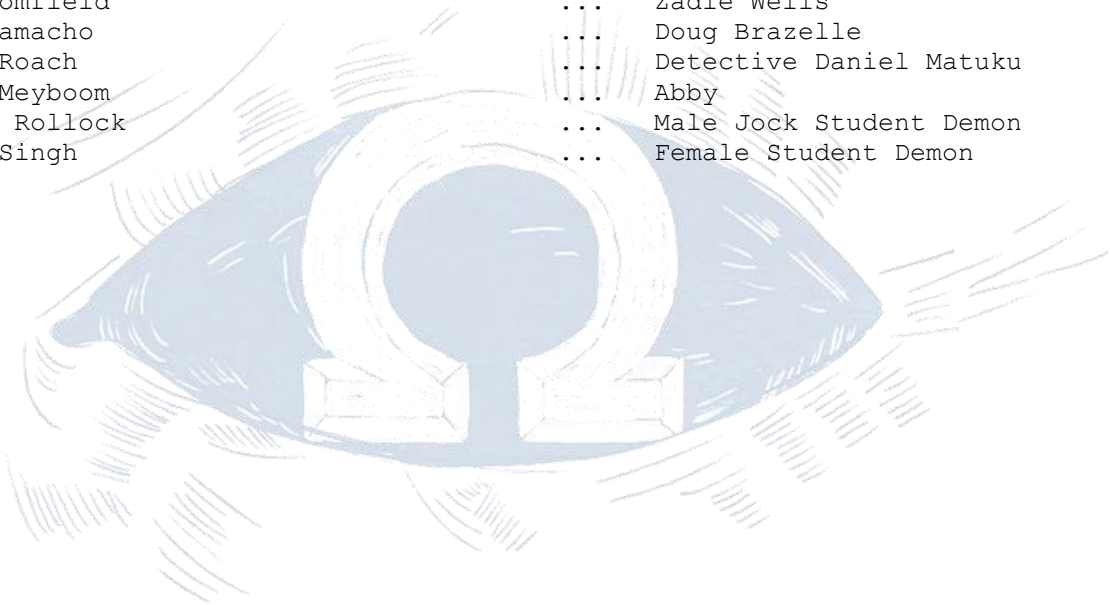 omfield ... Zadie Wells
amacho ... Doug Brazelle
Roach ... Detective Daniel Matuku
Meyboom ... Abby
Rollock ... Male Jock Student Demon
Singh ... Female Student Demon
Ω